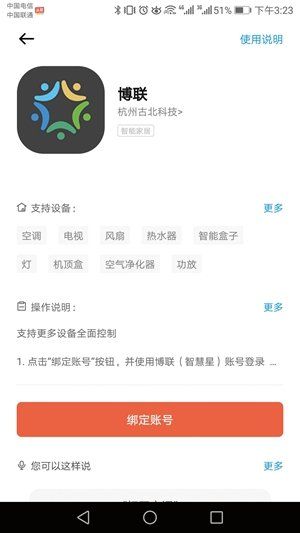 中国电信
中国联通
51%
下午3:23
使用说明
博联
杭州古北科技>
智能家居
支持设备：
更多
空调
电视
风扇
热水器
智能盒子
灯
机顶盒
空气净化器
功放
操作说明：
更多
支持更多设备全面控制
1. 点击“绑定账号”按钮，并使用博联（智慧星）账号登录 ...
绑定账号
您可以这样说
更多